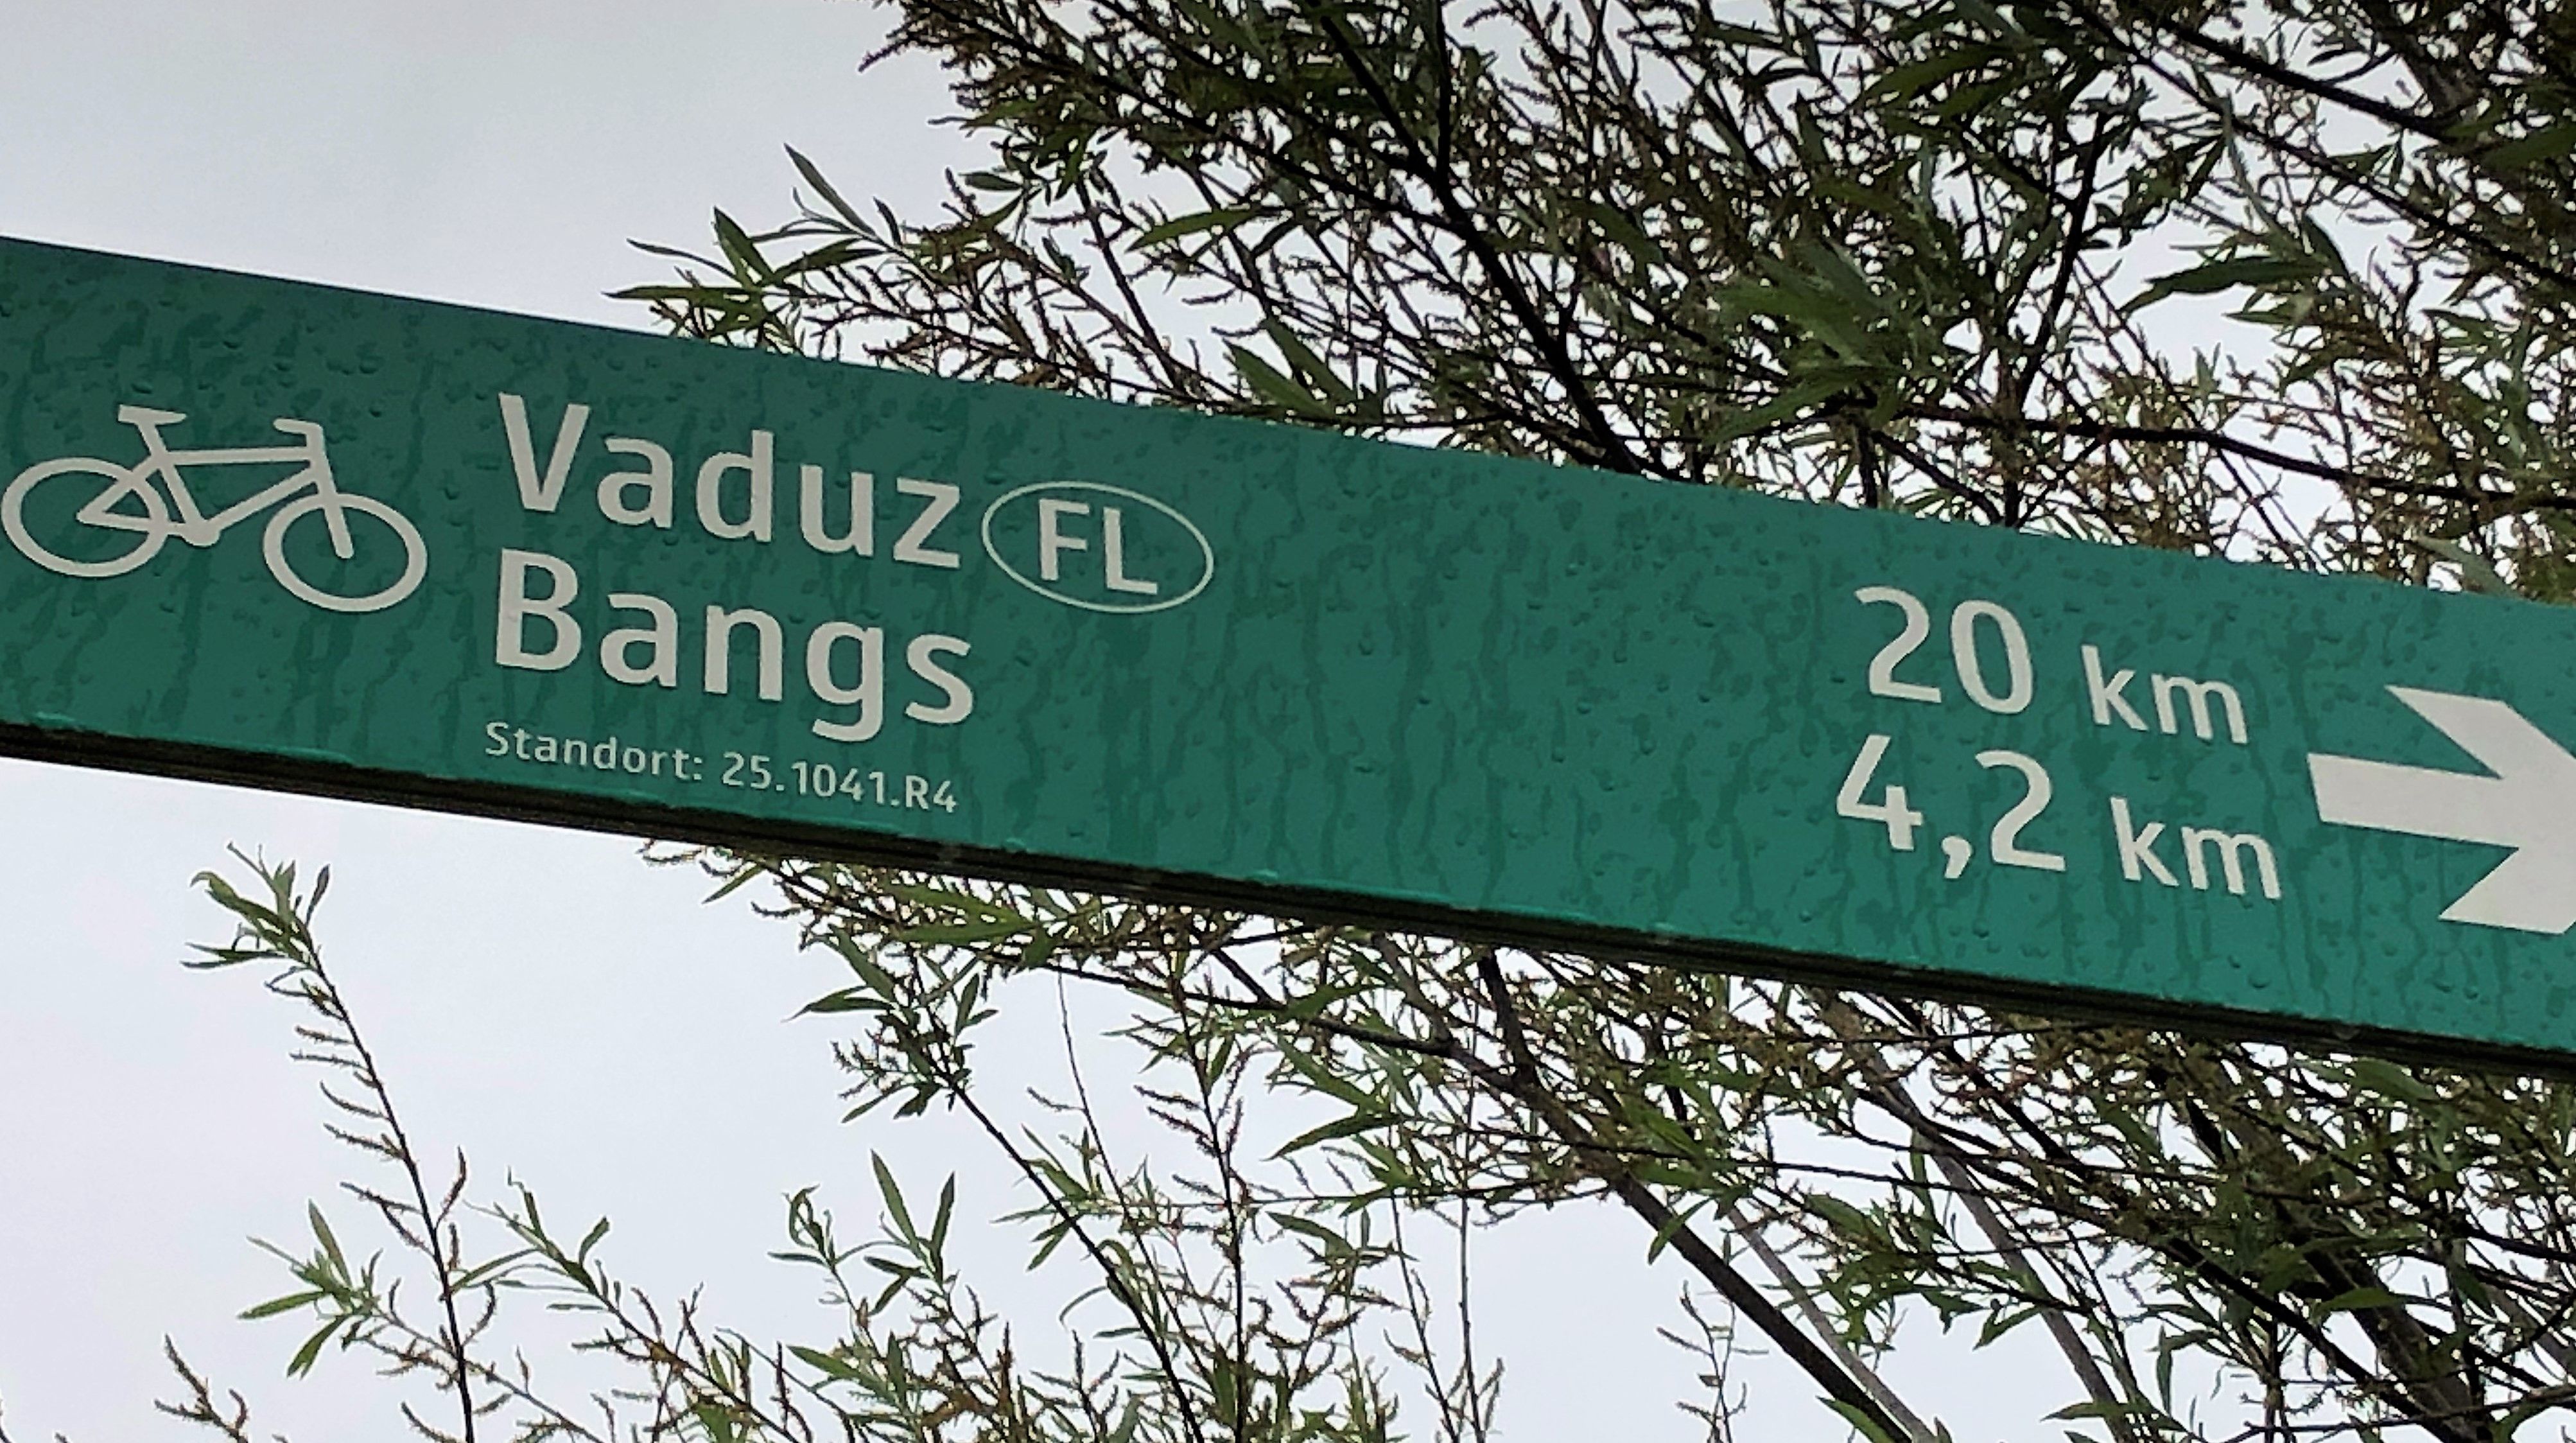 Vaduz FL 20 km
Bangs 4,2 km
Standort: 25.1041.R4